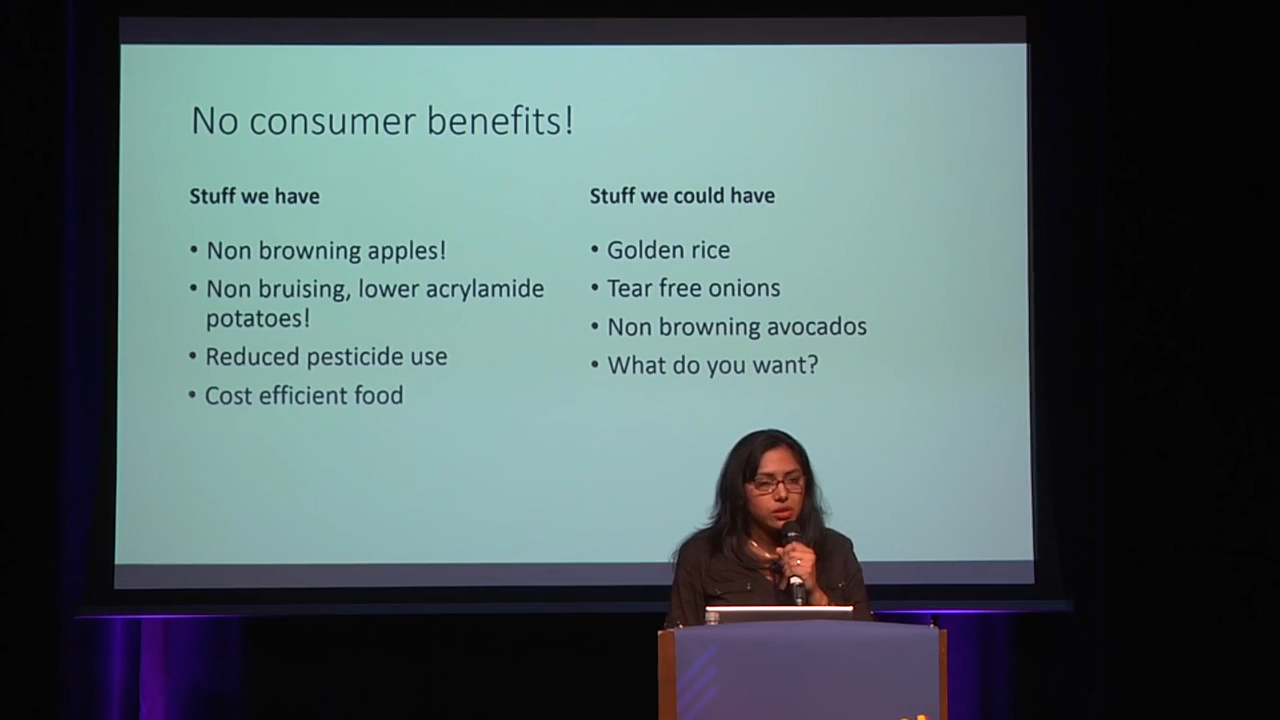 No consumer benefits!
Stuff we have
• Non browning apples!
• Non bruising, lower acrylamide
potatoes!
• Reduced pesticide use
• Cost efficient food
Stuff we could have
• Golden rice
• Tear free onions
• Non browning avocados
• What do you want?